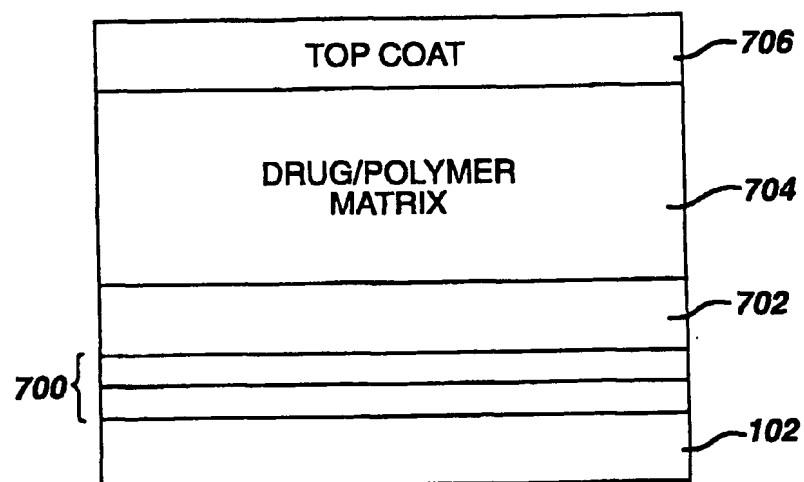 TOP COAT
706
DRUG/POLYMER
MATRIX
704
702
700
102